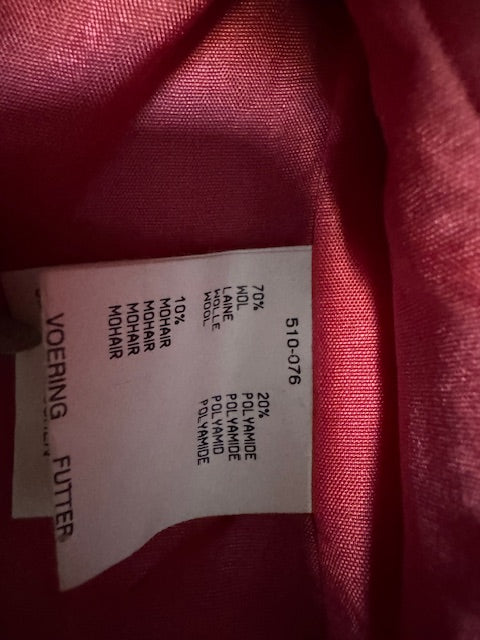 510-076
70% 20%
WOL POLYAMIDE
LAINE POLYAMIDE
WOLLE POLYAMID
WOOL POLYAMIDE
10%
MOHAIR
MOHAIR
MOHAIR
MOHAIR
VOERING FUTTER